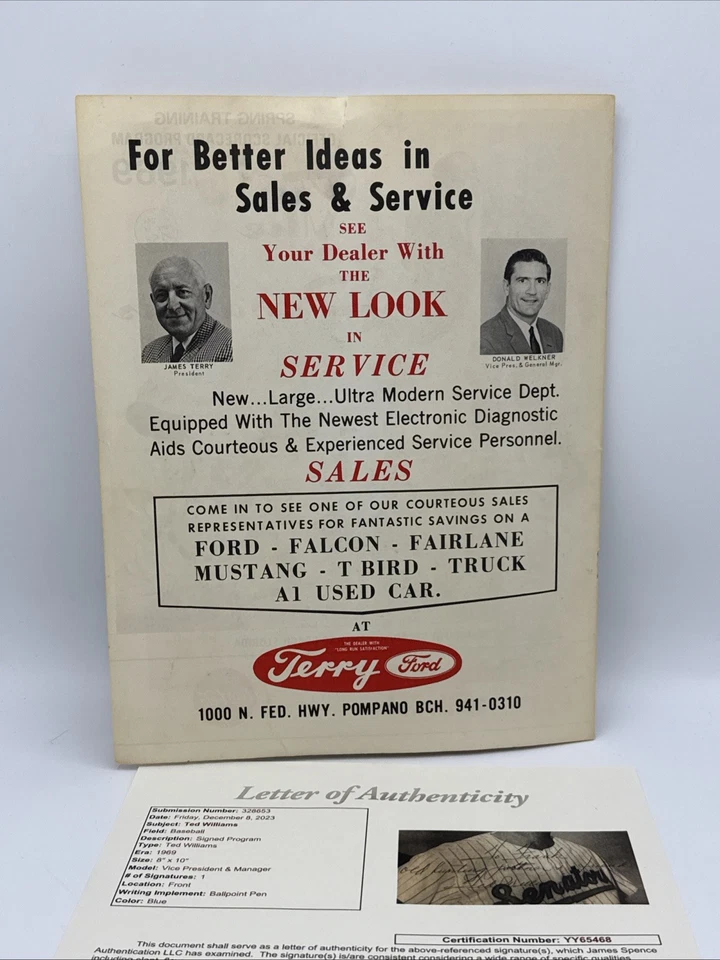 For Better Ideas in
Sales & Service
SEE
Your Dealer With
THE
NEW LOOK
IN
SERVICE
JAMES TERRY
President
DONALD WELKNER
Vice Pres. & General Mgr.
New...Large...Ultra Modern Service Dept.
Equipped With The Newest Electronic Diagnostic
Aids Courteous & Experienced Service Personnel.
SALES
COME IN TO SEE ONE OF OUR COURTEOUS SALES
REPRESENTATIVES FOR FANTASTIC SAVINGS ON A
FORD - FALCON - FAIRLANE
MUSTANG - T BIRD - TRUCK
A1 USED CAR.
AT
THE DEALER WITH
"LONG RUN SATISFACTION"
Terry Ford
1000 N. FED. HWY. POMPANO BCH. 941-0310
Letter of Authenticity
Submission Number: 328853
Date: Friday, December 8, 2023
Subject: Ted Williams
Field: Baseball
Description: Signed Program
Type: Ted Williams
Era: 1969
Size: 8" x 10"
Model: Vice President & Manager
# of Signatures: 1
Location: Front
Writing Implement: Ballpoint Pen
Color: Blue
Senators
Certification Number: YY65468
This document shall serve as a letter of authenticity for the above-referenced signature(s), which James Spence
Authentication LLC has examined. The signature(s) is/are consistent considering a wide range of specific qualities